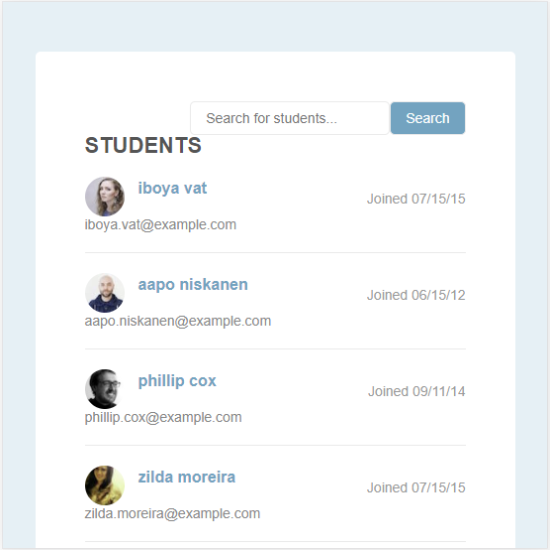 Search for students...
Search
STUDENTS
iboya vat
Joined 07/15/15
iboya.vat@example.com
aapo niskanen
Joined 06/15/12
aapo.niskanen@example.com
phillip cox
Joined 09/11/14
phillip.cox@example.com
zilda moreira
Joined 07/15/15
zilda.moreira@example.com